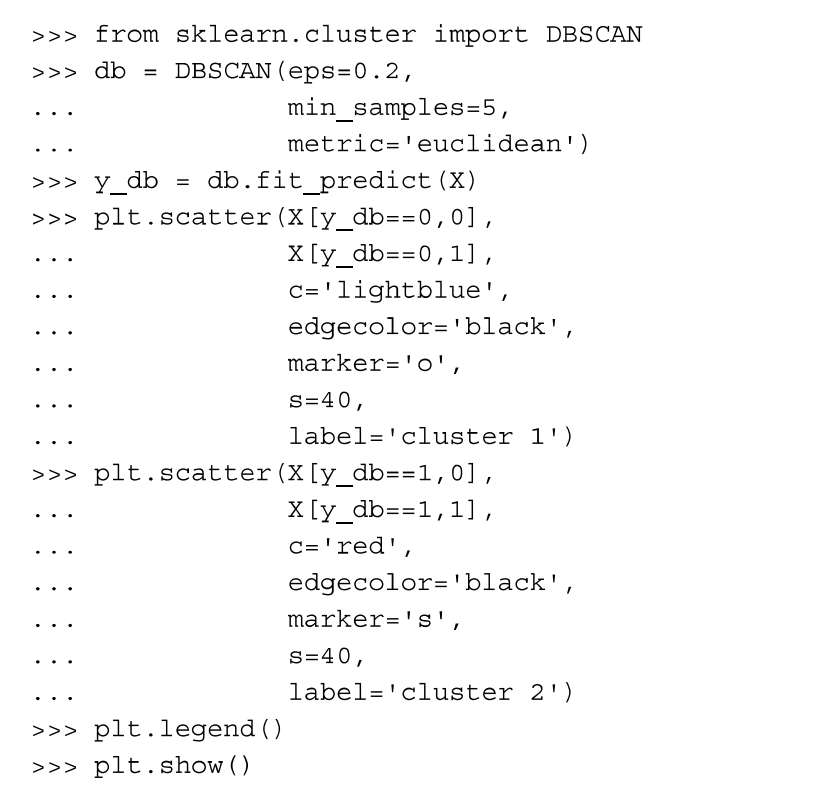 >>> from sklearn.cluster import DBSCAN
>>> db = DBSCAN(eps=0.2,
...             min_samples=5,
...             metric='euclidean')
>>> y_db = db.fit_predict(X)
>>> plt.scatter(X[y_db==0,0],
...             X[y_db==0,1],
...             c='lightblue',
...             edgecolor='black',
...             marker='o',
...             s=40,
...             label='cluster 1')
>>> plt.scatter(X[y_db==1,0],
...             X[y_db==1,1],
...             c='red',
...             edgecolor='black',
...             marker='s',
...             s=40,
...             label='cluster 2')
>>> plt.legend()
>>> plt.show()